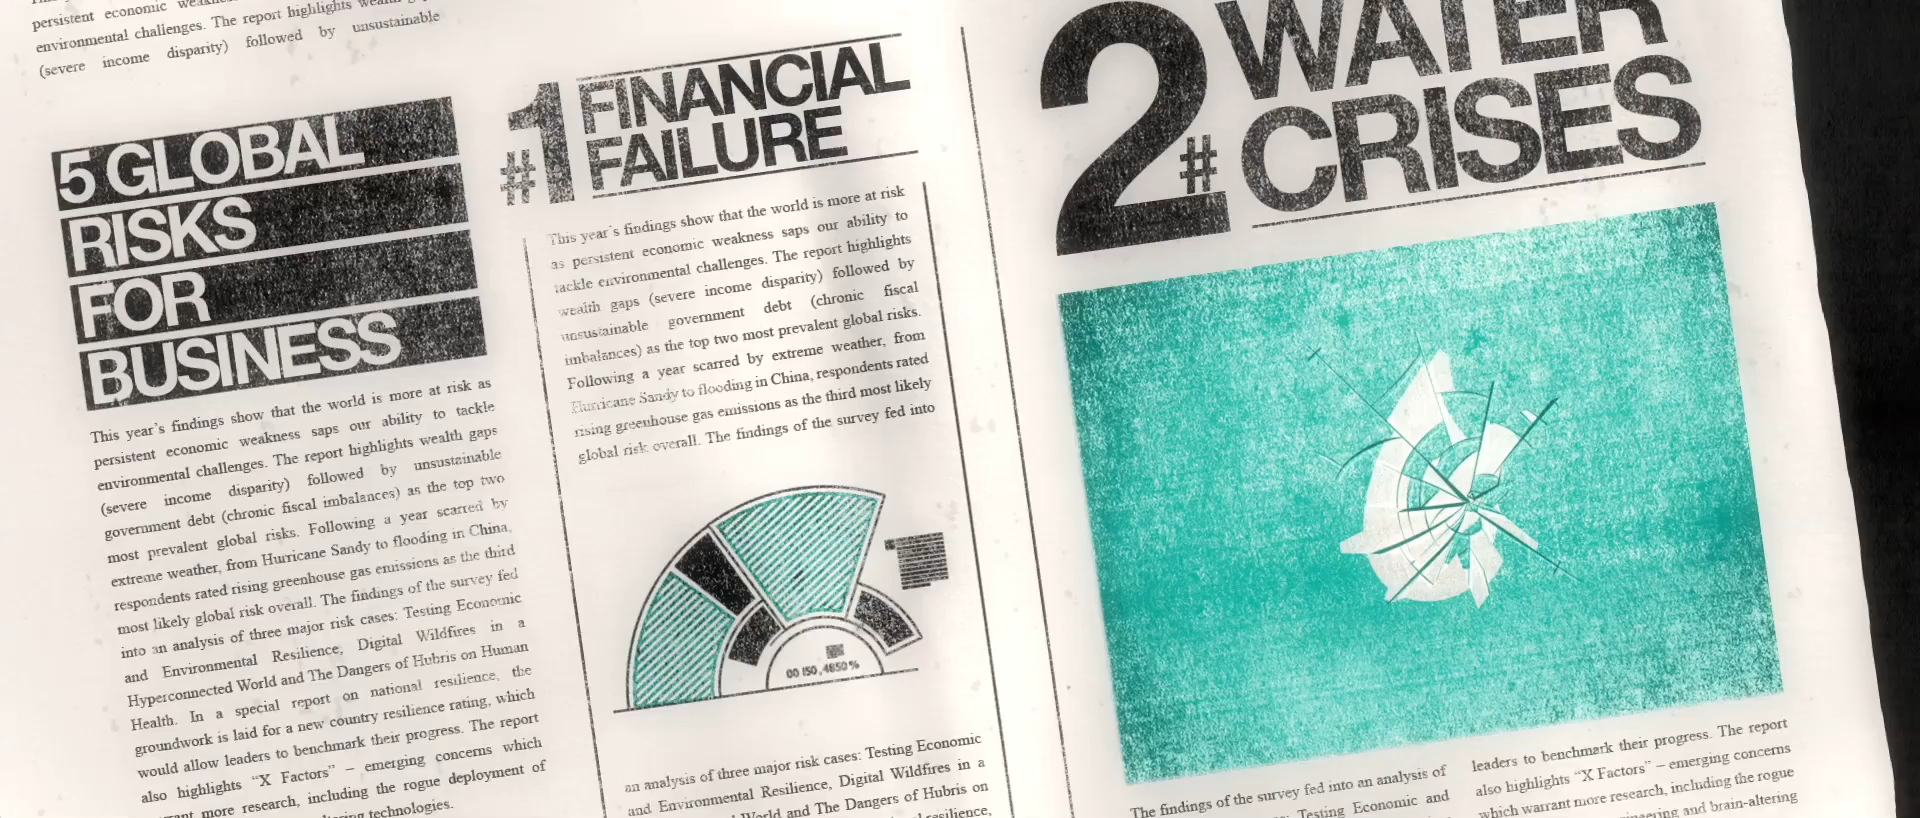 persistent economic
environmental challenges. The report highlights
(severe income disparity) followed by unsustainable
5 GLOBAL
RISKS
FOR
BUSINESS
This year's findings show that the world is more at risk as
persistent economic weakness saps our ability to tackle
environmental challenges. The report highlights wealth gaps
(severe income disparity) followed by unsustainable
government debt (chronic fiscal imbalances) as the top two
most prevalent global risks. Following a year scarred by
extreme weather, from Hurricane Sandy to flooding in China,
respondents rated rising greenhouse gas emissions as the third
most likely global risk overall. The findings of the survey fed
into an analysis of three major risk cases: Testing Economic
and Environmental Resilience, Digital Wildfires in a
Hyperconnected World and The Dangers of Hubris on Human
Health. In a special report on national resilience, the
groundwork is laid for a new country resilience rating, which
would allow leaders to benchmark their progress. The report
also highlights “X Factors” – emerging concerns which
more research, including the rogue deployment of
technologies.
#1 FINANCIAL
FAILURE
This year's findings show that the world is more at risk
as persistent economic weakness saps our ability to
tackle environmental challenges. The report highlights
wealth gaps (severe income disparity) followed by
unsustainable government debt (chronic fiscal
imbalances) as the top two most prevalent global risks.
Following a year scarred by extreme weather, from
Hurricane Sandy to flooding in China, respondents rated
rising greenhouse gas emissions as the third most likely
global risk overall. The findings of the survey fed into
00 150,4850%
an analysis of three major risk cases: Testing Economic
and Environmental Resilience, Digital Wildfires in a
World and The Dangers of Hubris on
resilience,
2# WATER
CRISES
The findings of the survey fed into an analysis of
Testing Economic and
leaders to benchmark their progress. The report
also highlights “X Factors” – emerging concerns
which warrant more research, including the rogue
and brain-altering